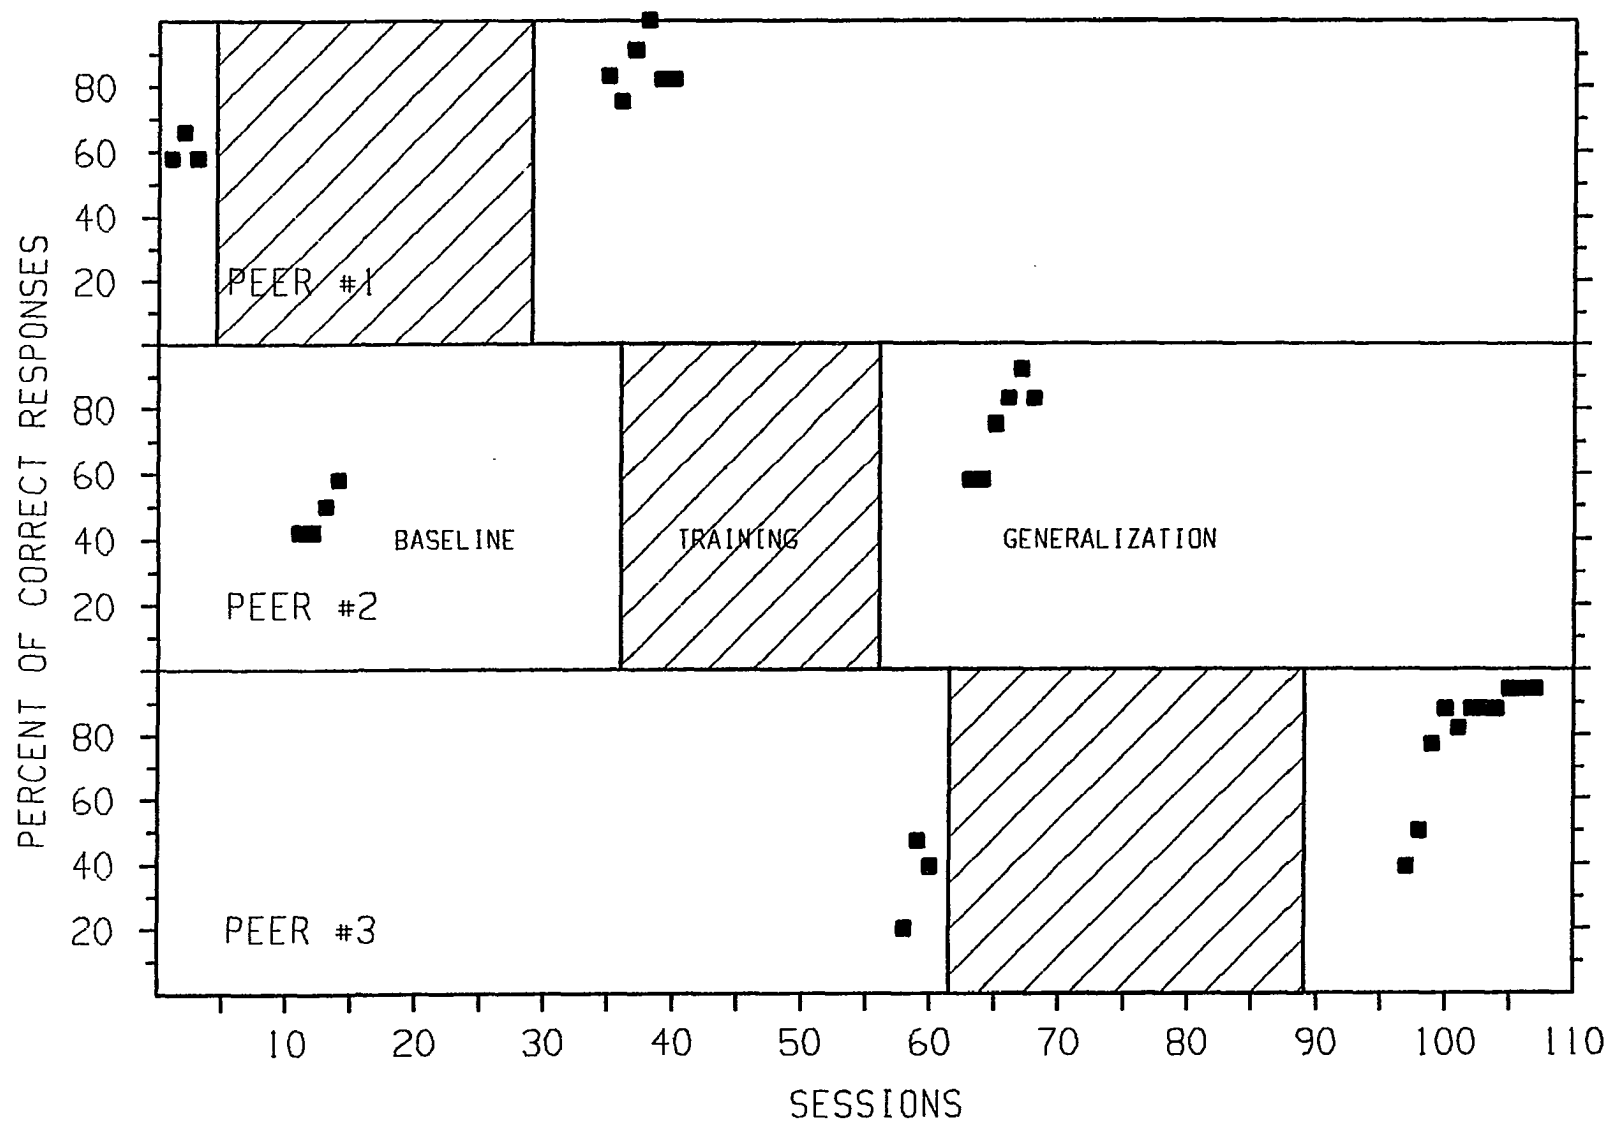 PERCENT OF CORRECT RESPONSES
80
60
40
20
PEER #1
80
60
40
20
BASELINE
TRAINING
GENERALIZATION
PEER #2
80
60
40
20
PEER #3
10 20 30 40 50 60 70 80 90 100 110
SESSIONS